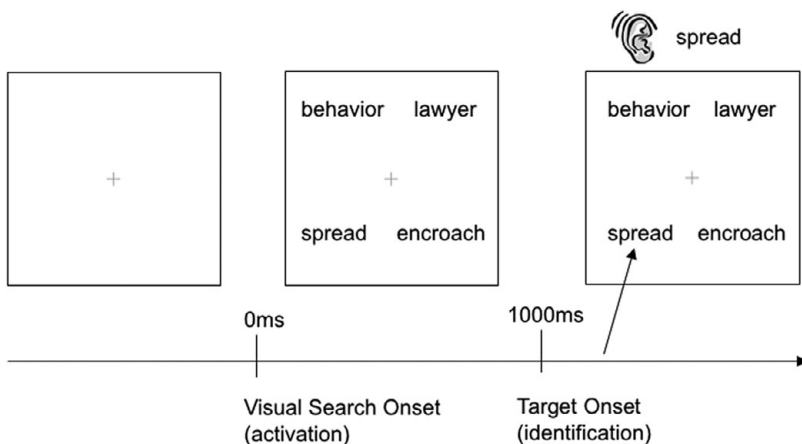 spread
behavior lawyer
behavior lawyer
spread encroach
spread encroach
0ms
1000ms
Visual Search Onset
(activation)
Target Onset
(identification)